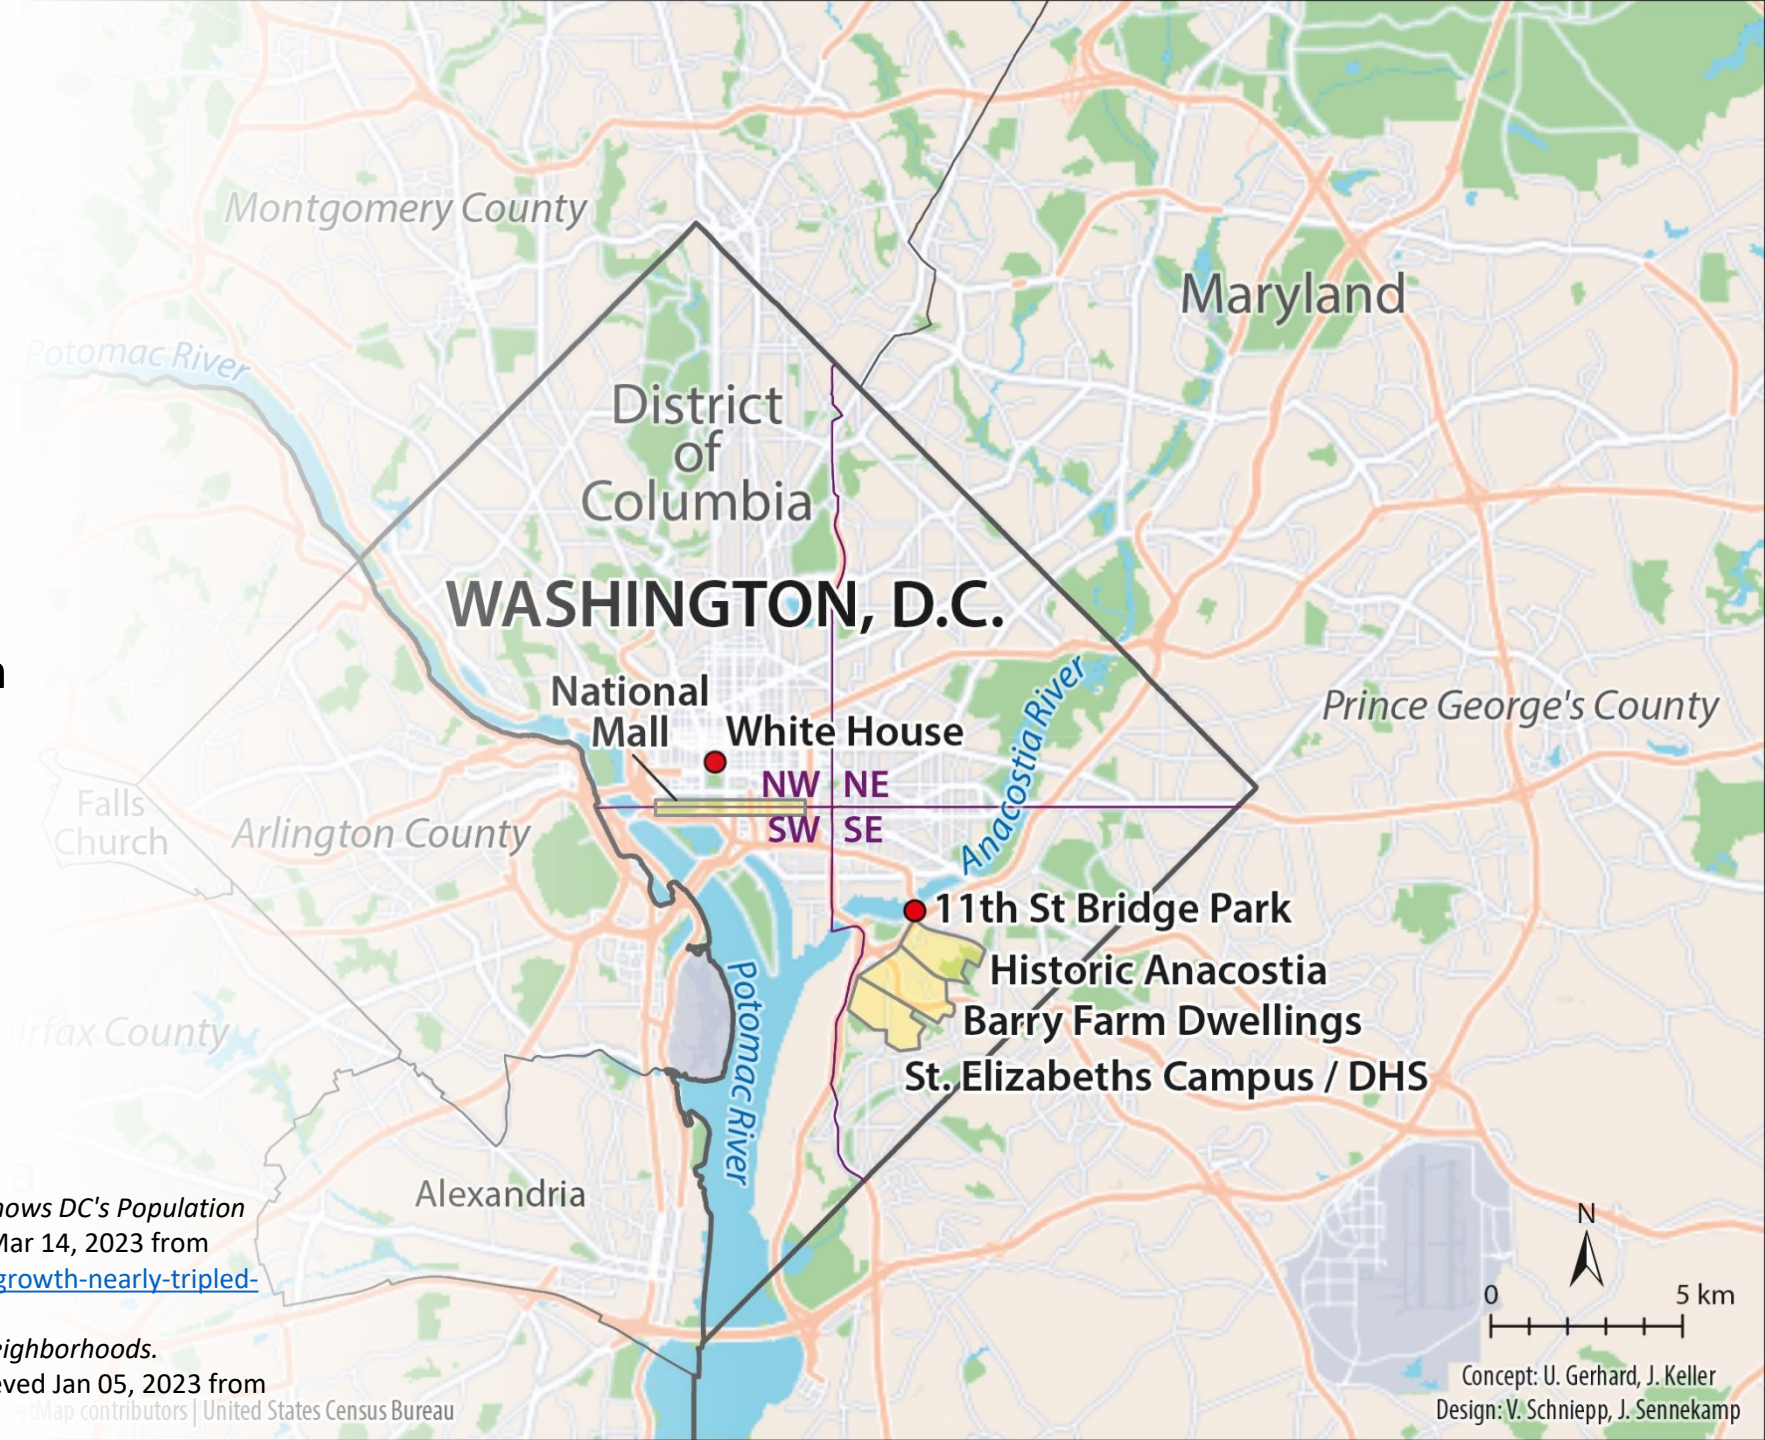 Montgomery County
Maryland
Potomac River
District
of
Columbia
WASHINGTON, D.C.
National
Mall
White House
Anacostia River
Prince George's County
NW NE
SW SE
Falls
Church
Arlington County
11th St Bridge Park
Historic Anacostia
Barry Farm Dwellings
St. Elizabeths Campus / DHS
Potomac River
irfax County
Alexandria
nows DC's Population
Mar 14, 2023 from
growth-nearly-tripled-
eighborhoods.
eved Jan 05, 2023 from
eetMap contributors | United States Census Bureau
N
0 5 km
Concept: U. Gerhard, J. Keller
Design: V. Schniepp, J. Sennekamp